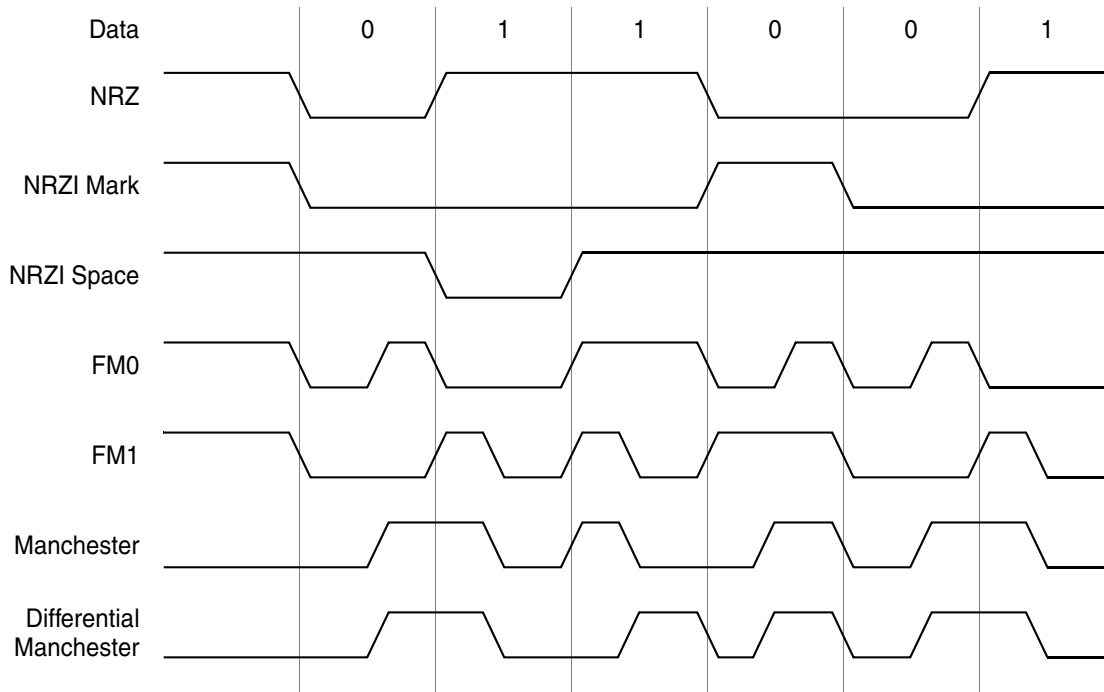 Data 0 1 1 0 0 1
NRZ
NRZI Mark
NRZI Space
FM0
FM1
Manchester
Differential
Manchester